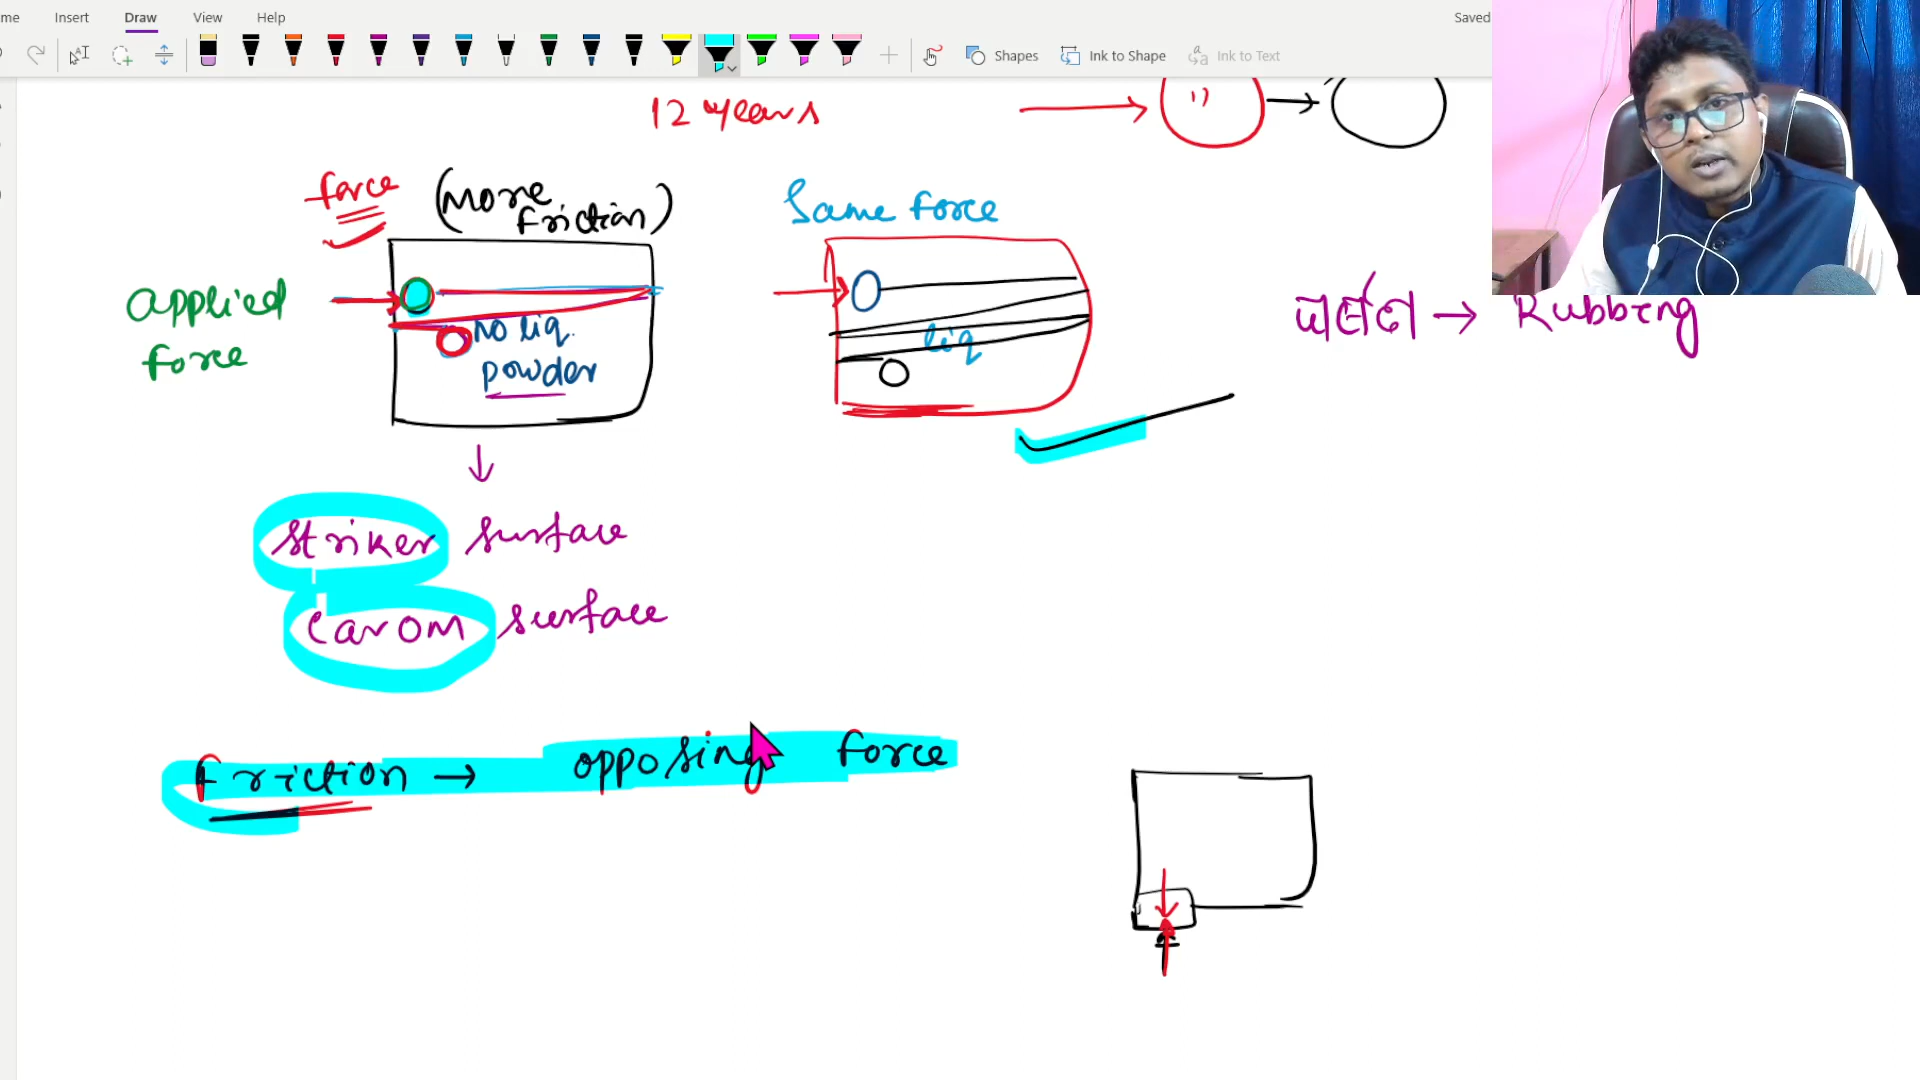 Insert Draw View Help Saved
Shapes Ink to Shape Ink to Text
12 years
force (More friction) Same force
applied force
No liq. powder
liq
ঘর্ষণ → Rubbing
Striker surface
Carom surface
friction → opposing force